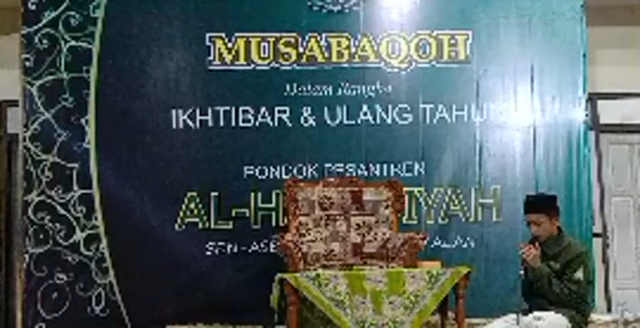 MUSABAQOH
Dalam Rangka
IKHTIBAR & ULANG TAHUN
PONDOK PESANTREN
AL-H IYAH